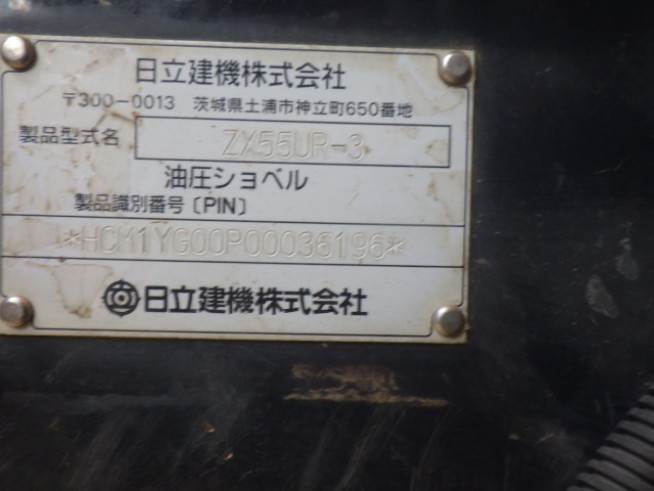 日立建機株式会社
〒300-0013 茨城県土浦市神立町650番地
製品型式名 ZX55UR-3
油圧ショベル
製品識別番号〔PIN〕
*HCM1YG00P00036196*
日立建機株式会社